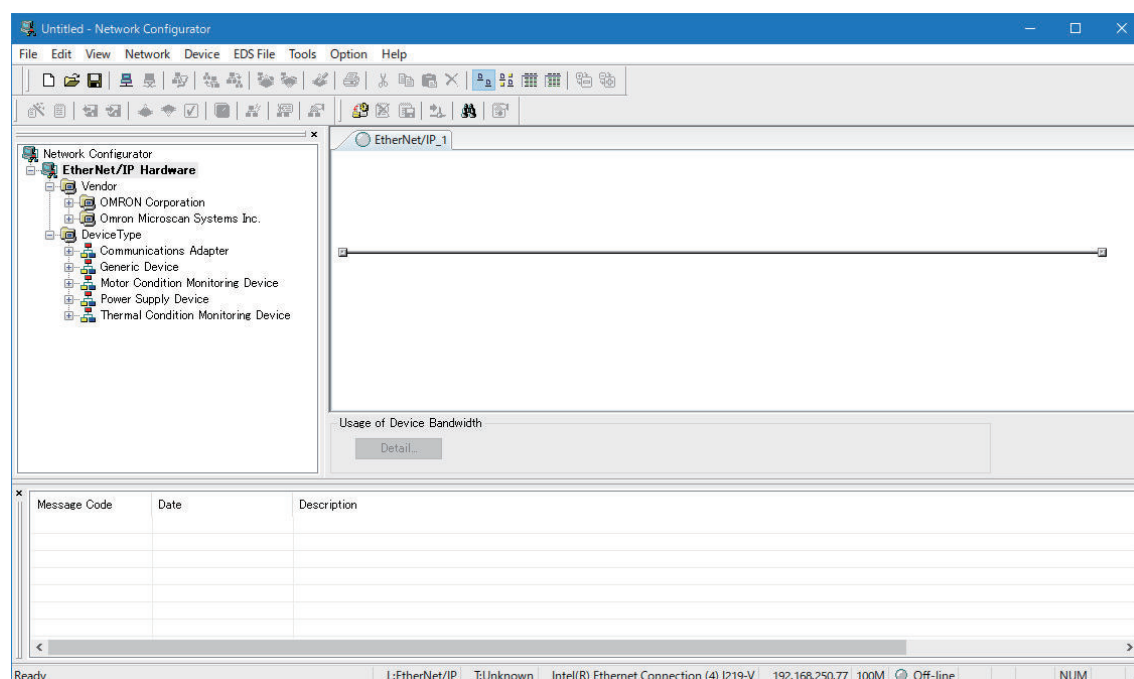 Untitled - Network Configurator
File Edit View Network Device EDS File Tools Option Help
EtherNet/IP_1
Network Configurator
EtherNet/IP Hardware
Vendor
OMRON Corporation
Omron Microscan Systems Inc.
DeviceType
Communications Adapter
Generic Device
Motor Condition Monitoring Device
Power Supply Device
Thermal Condition Monitoring Device
Usage of Device Bandwidth
Detail...
Message Code Date Description
Ready L:EtherNet/IP T:Unknown Intel(R) Ethernet Connection (4) I219-V 192.168.250.77 100M Off-line NUM